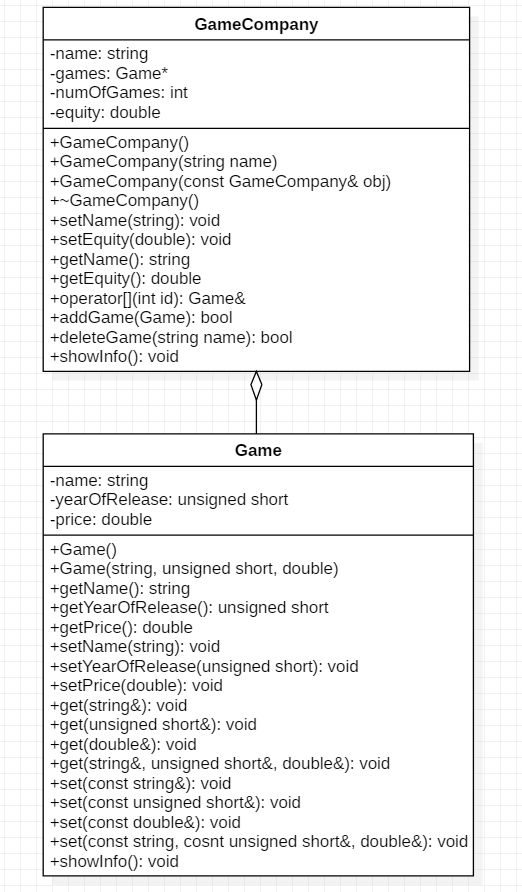 GameCompany
-name: string
-games: Game*
-numOfGames: int
-equity: double
+GameCompany()
+GameCompany(string name)
+GameCompany(const GameCompany& obj)
+~GameCompany()
+setName(string): void
+setEquity(double): void
+getName(): string
+getEquity(): double
+operator[](int id): Game&
+addGame(Game): bool
+deleteGame(string name): bool
+showInfo(): void
Game
-name: string
-yearOfRelease: unsigned short
-price: double
+Game()
+Game(string, unsigned short, double)
+getName(): string
+getYearOfRelease(): unsigned short
+getPrice(): double
+setName(string): void
+setYearOfRelease(unsigned short): void
+setPrice(double): void
+get(string&): void
+get(unsigned short&): void
+get(double&): void
+get(string&, unsigned short&, double&): void
+set(const string&): void
+set(const unsigned short&): void
+set(const double&): void
+set(const string, cosnt unsigned short&, double&): void
+showInfo(): void